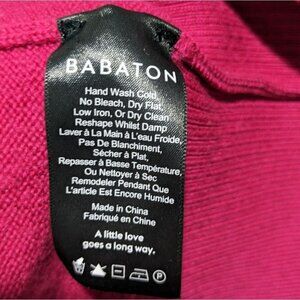 BABATON
Hand Wash Cold,
No Bleach, Dry Flat,
Low Iron, Or Dry Clean
Reshape Whilst Damp
Laver à La Main à L'eau Froide,
Pas De Blanchiment,
Sécher à Plat,
Repasser à Basse Température,
Ou Nettoyer à Sec
Remodeler Pendant Que
L'article Est Encore Humide
Made in China
Fabriqué en Chine
A little love
goes a long way.